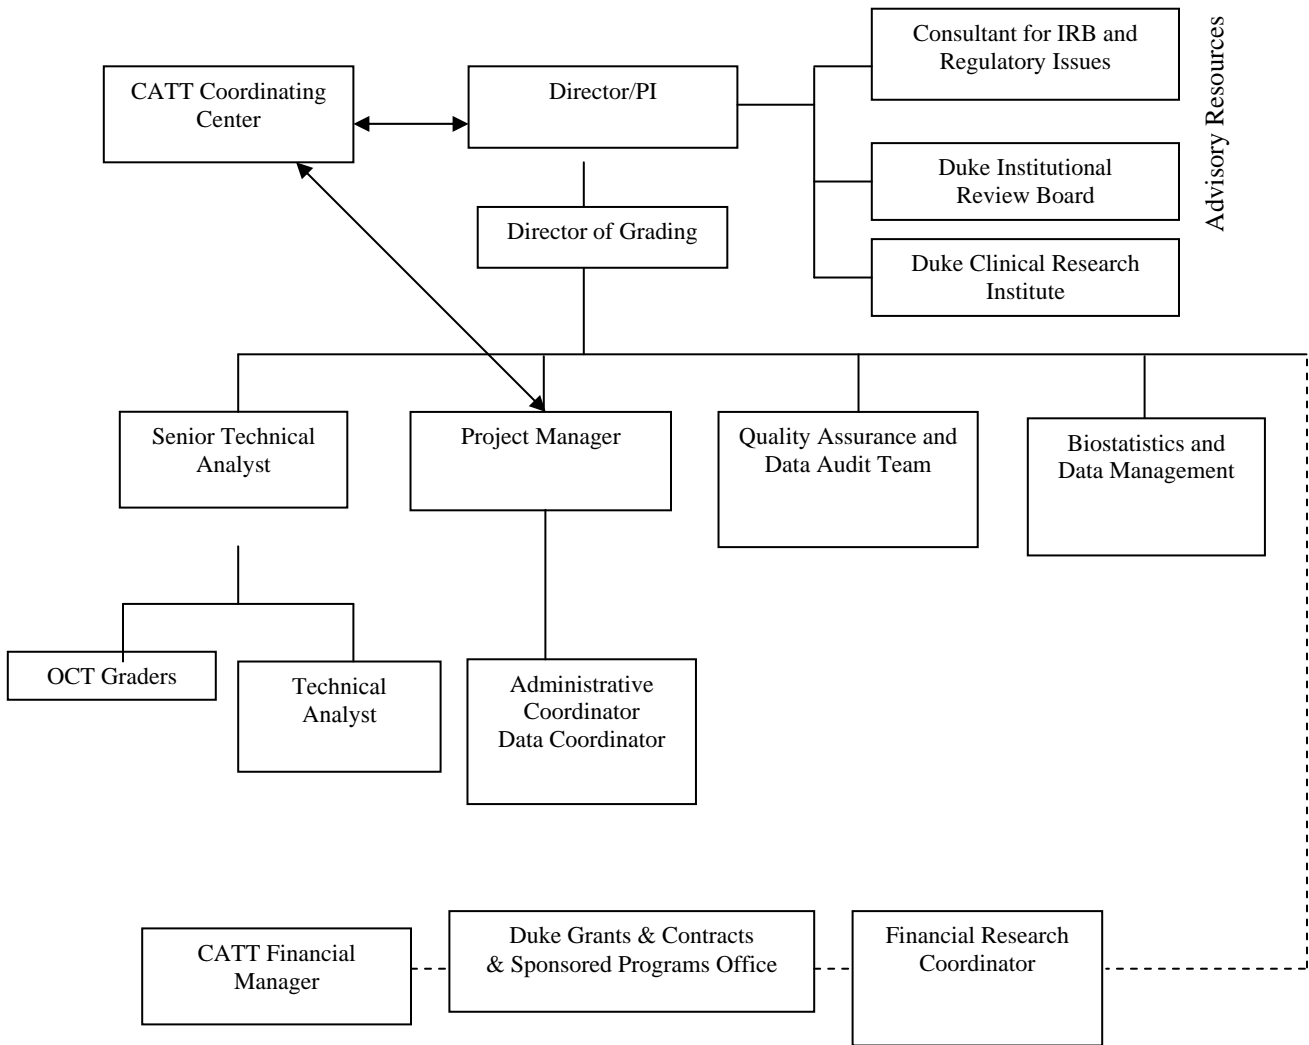 CATT Coordinating
Center
Director/PI
Consultant for IRB and
Regulatory Issues
Duke Institutional
Review Board
Duke Clinical Research
Institute
Advisory Resources
Director of Grading
Senior Technical
Analyst
Project Manager
Quality Assurance and
Data Audit Team
Biostatistics and
Data Management
OCT Graders
Technical
Analyst
Administrative
Coordinator
Data Coordinator
CATT Financial
Manager
Duke Grants & Contracts
& Sponsored Programs Office
Financial Research
Coordinator